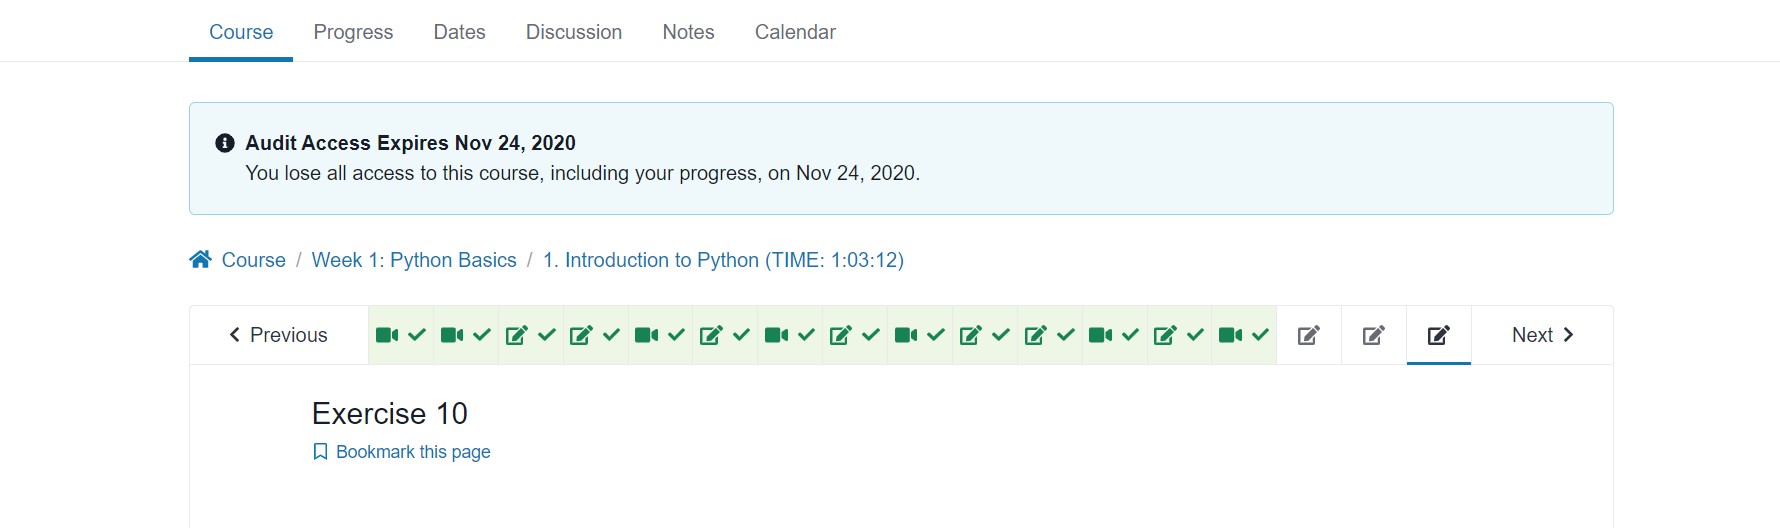 Course Progress Dates Discussion Notes Calendar
Audit Access Expires Nov 24, 2020
You lose all access to this course, including your progress, on Nov 24, 2020.
Course / Week 1: Python Basics / 1. Introduction to Python (TIME: 1:03:12)
Previous Next
Exercise 10
Bookmark this page